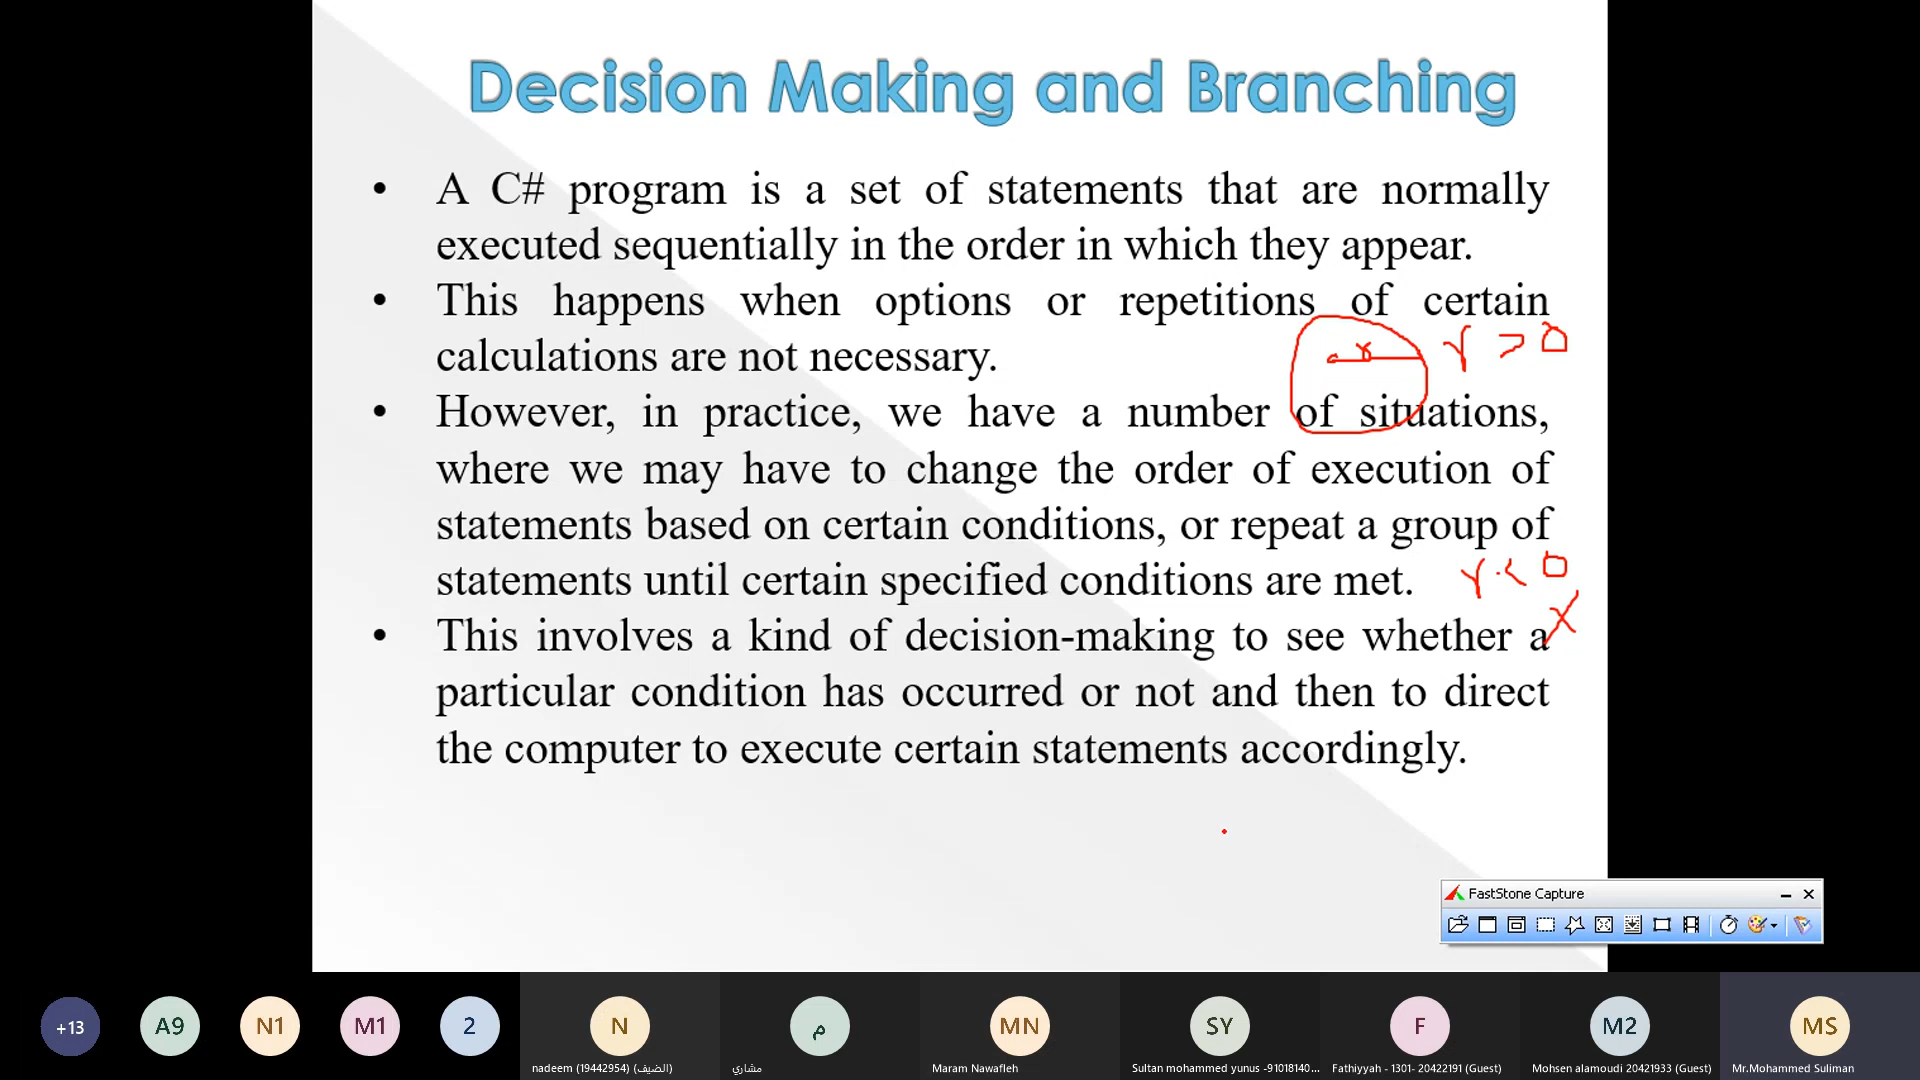 Decision Making and Branching
• A C# program is a set of statements that are normally
executed sequentially in the order in which they appear.
• This happens when options or repetitions of certain
calculations are not necessary.
r
r > 0
• However, in practice, we have a number of situations,
where we may have to change the order of execution of
statements based on certain conditions, or repeat a group of
statements until certain specified conditions are met.
r < 0
X
• This involves a kind of decision-making to see whether a
particular condition has occurred or not and then to direct
the computer to execute certain statements accordingly.
FastStone Capture
+13
A9
N1
M1
2
N
م
MN
SY
F
M2
MS
nadeem (19442954) (الضيف)
مشاري
Maram Nawafleh
Sultan mohammed yunus -91018140...
Fathiyyah - 1301- 20422191 (Guest)
Mohsen alamoudi 20421933 (Guest)
Mr.Mohammed Suliman